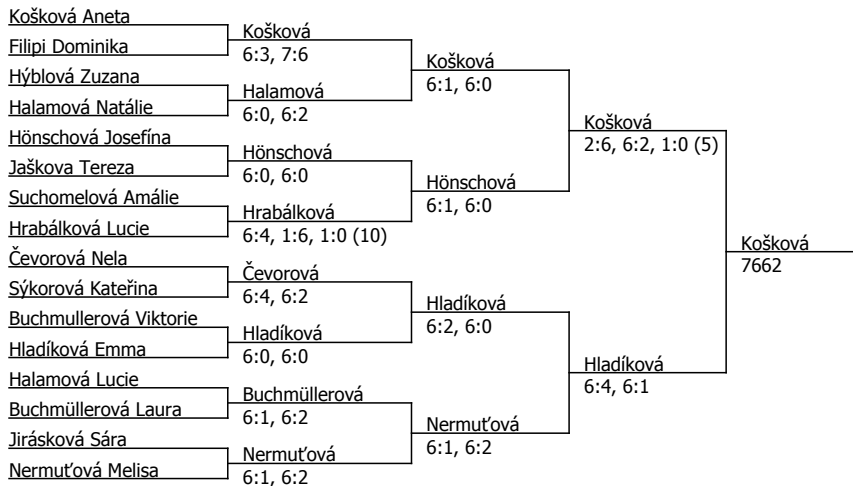 Košková Aneta
Filipi Dominika
Hýblová Zuzana
Halamová Natálie
Hönschová Josefína
Jaškova Tereza
Suchomelová Amálie
Hrabálková Lucie
Čevorová Nela
Sýkorová Kateřina
Buchmullerová Viktorie
Hladíková Emma
Halamová Lucie
Buchmüllerová Laura
Jirásková Sára
Nermuťová Melisa
Košková
6:3, 7:6
Halamová
6:0, 6:2
Hönschová
6:0, 6:0
Hrabálková
6:4, 1:6, 1:0 (10)
Čevorová
6:4, 6:2
Hladíková
6:0, 6:0
Buchmüllerová
6:1, 6:2
Nermuťová
6:1, 6:2
Košková
6:1, 6:0
Hönschová
6:1, 6:0
Hladíková
6:2, 6:0
Nermuťová
6:1, 6:2
Košková
2:6, 6:2, 1:0 (5)
Hladíková
6:4, 6:1
Košková
7662